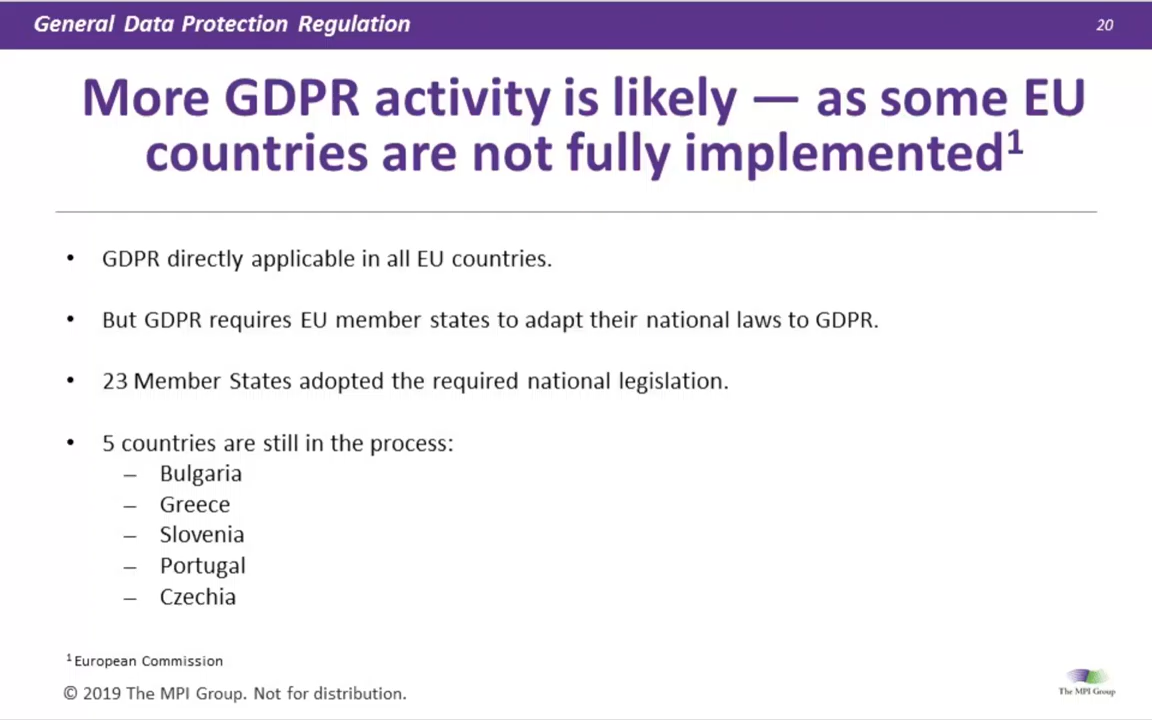 General Data Protection Regulation
20
More GDPR activity is likely — as some EU
countries are not fully implemented¹
• GDPR directly applicable in all EU countries.
• But GDPR requires EU member states to adapt their national laws to GDPR.
• 23 Member States adopted the required national legislation.
• 5 countries are still in the process:
– Bulgaria
– Greece
– Slovenia
– Portugal
– Czechia
¹ European Commission
© 2019 The MPI Group. Not for distribution.
The MPI Group